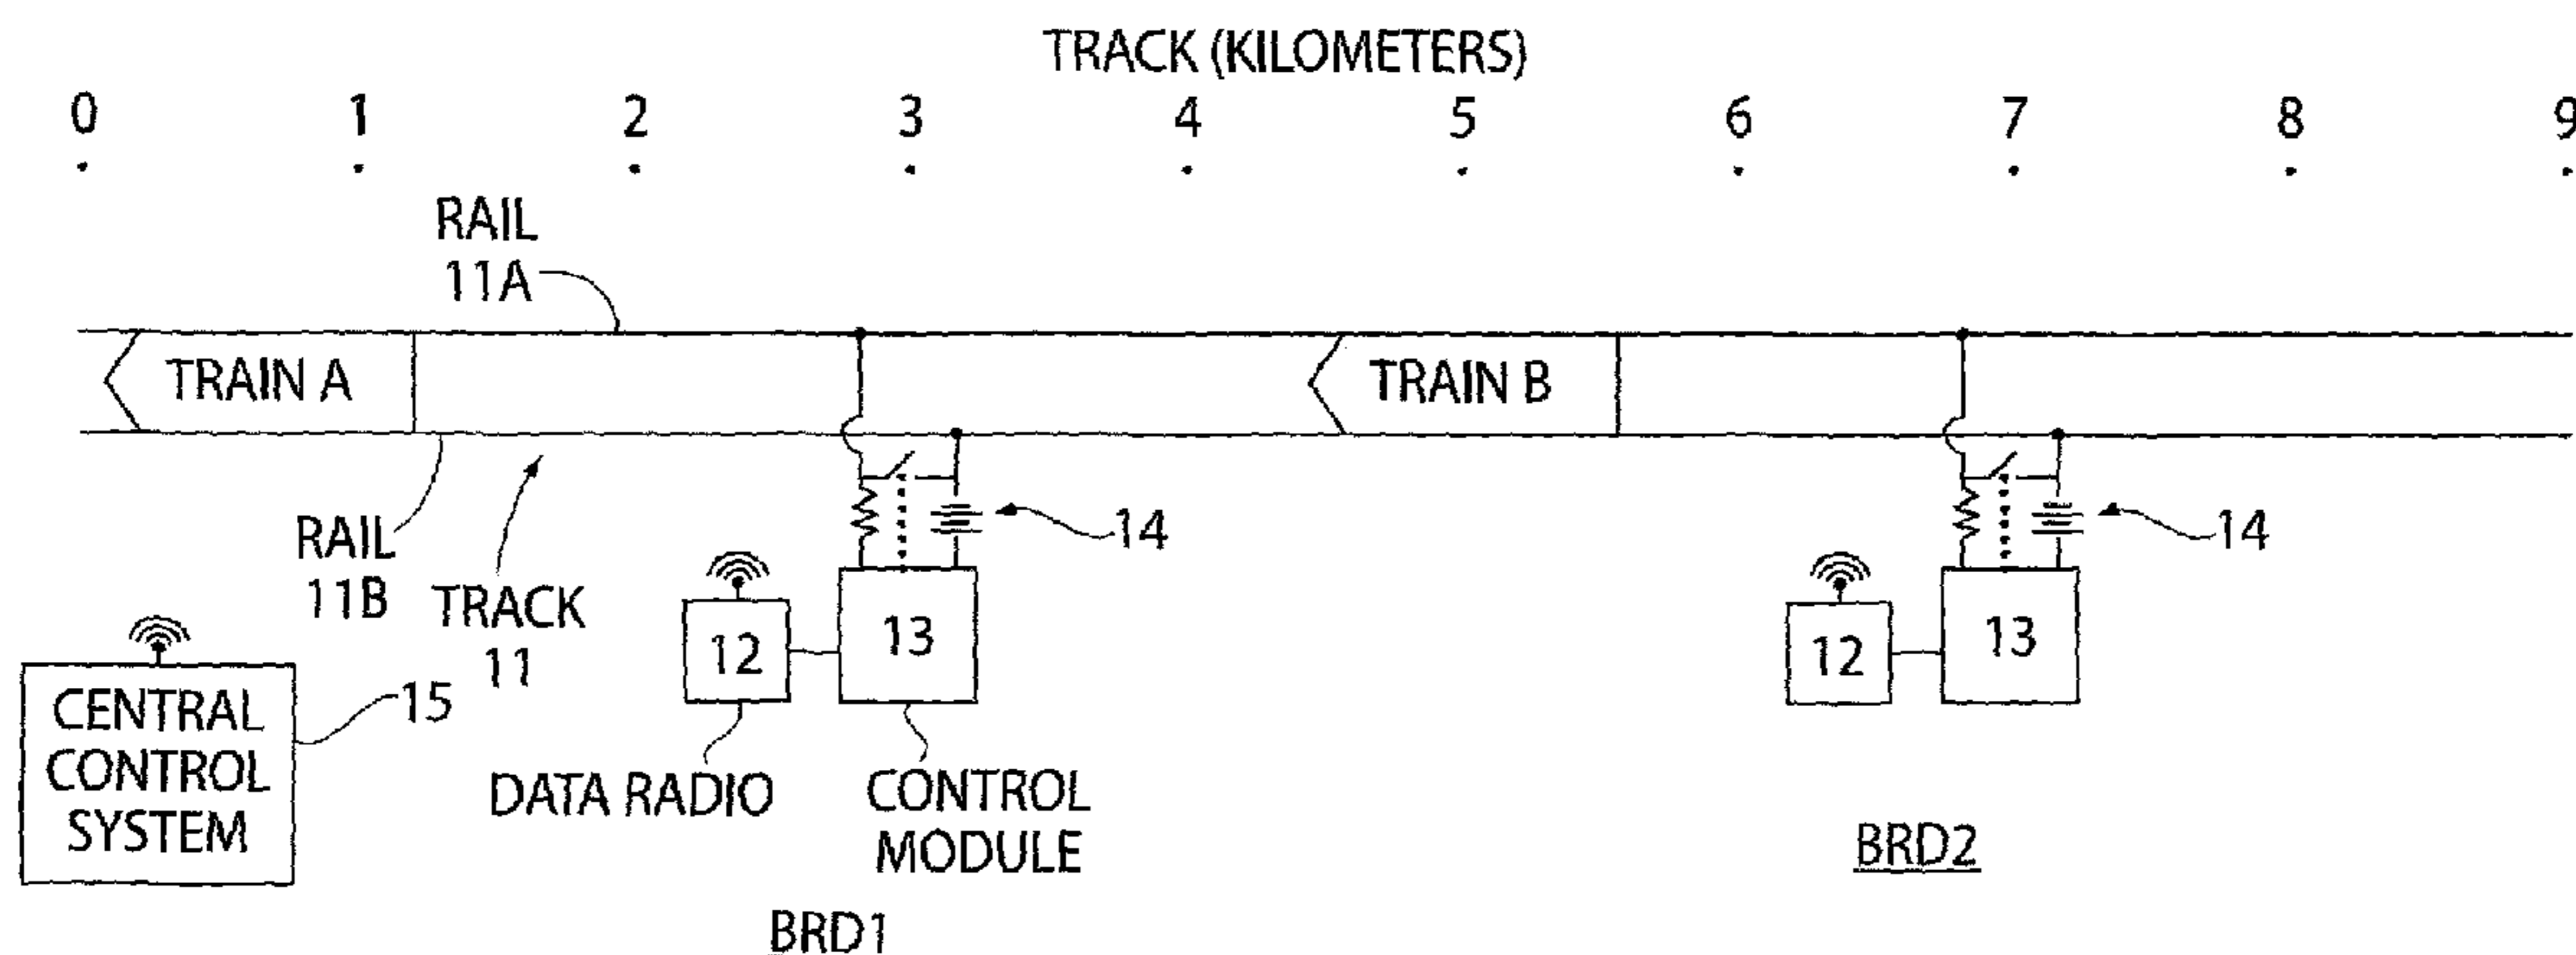 TRACK (KILOMETERS)
0 1 2 3 4 5 6 7 8 9
RAIL
11A
TRAIN A
TRAIN B
RAIL
11B
TRACK
11
14
14
12
13
12
13
CENTRAL
CONTROL
SYSTEM
15
DATA RADIO
CONTROL
MODULE
BRD1
BRD2